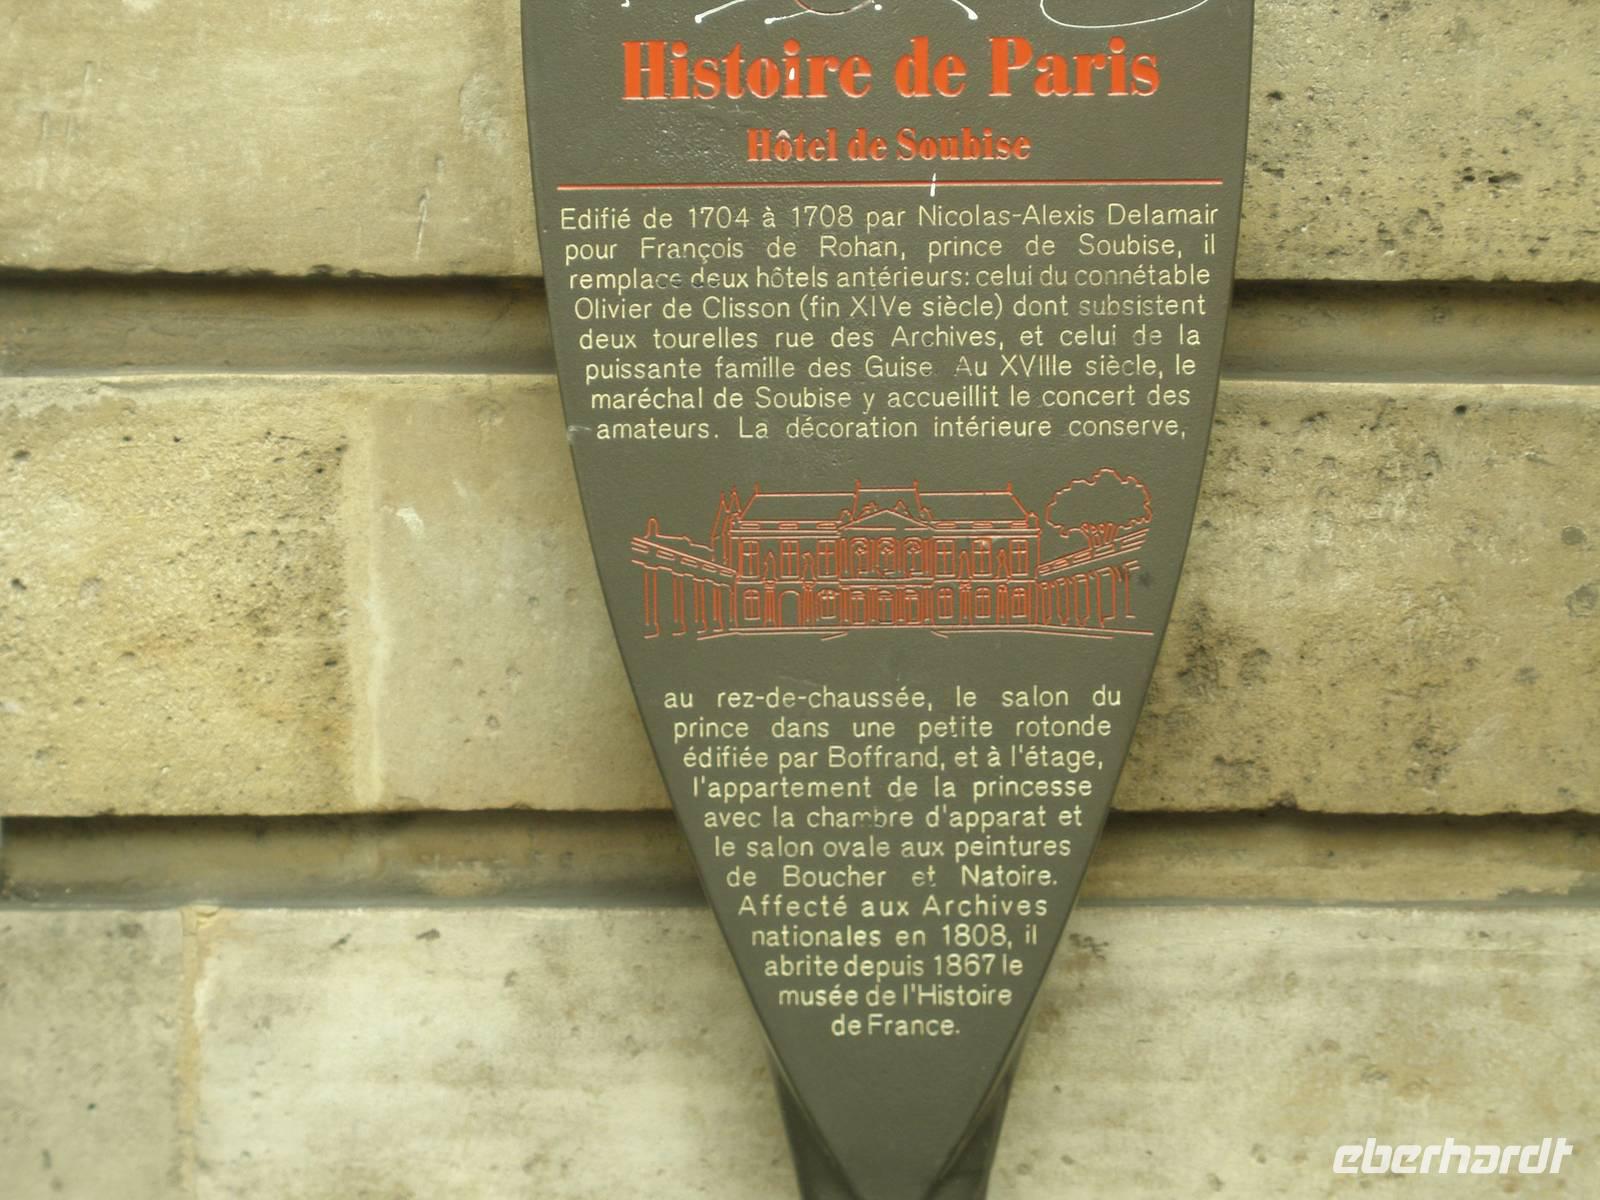 Histoire de Paris
Hôtel de Soubise
Edifié de 1704 à 1708 par Nicolas-Alexis Delamair
pour François de Rohan, prince de Soubise, il
remplace deux hôtels antérieurs: celui du connétable
Olivier de Clisson (fin XIVe siècle) dont subsistent
deux tourelles rue des Archives, et celui de la
puissante famille des Guise. Au XVIIIe siècle, le
maréchal de Soubise y accueillit le concert des
amateurs. La décoration intérieure conserve,
au rez-de-chaussée, le salon du
prince dans une petite rotonde
édifiée par Boffrand, et à l'étage,
l'appartement de la princesse
avec la chambre d'apparat et
le salon ovale aux peintures
de Boucher et Natoire.
Affecté aux Archives
nationales en 1808, il
abrite depuis 1867 le
musée de l'Histoire
de France.
eberhardt